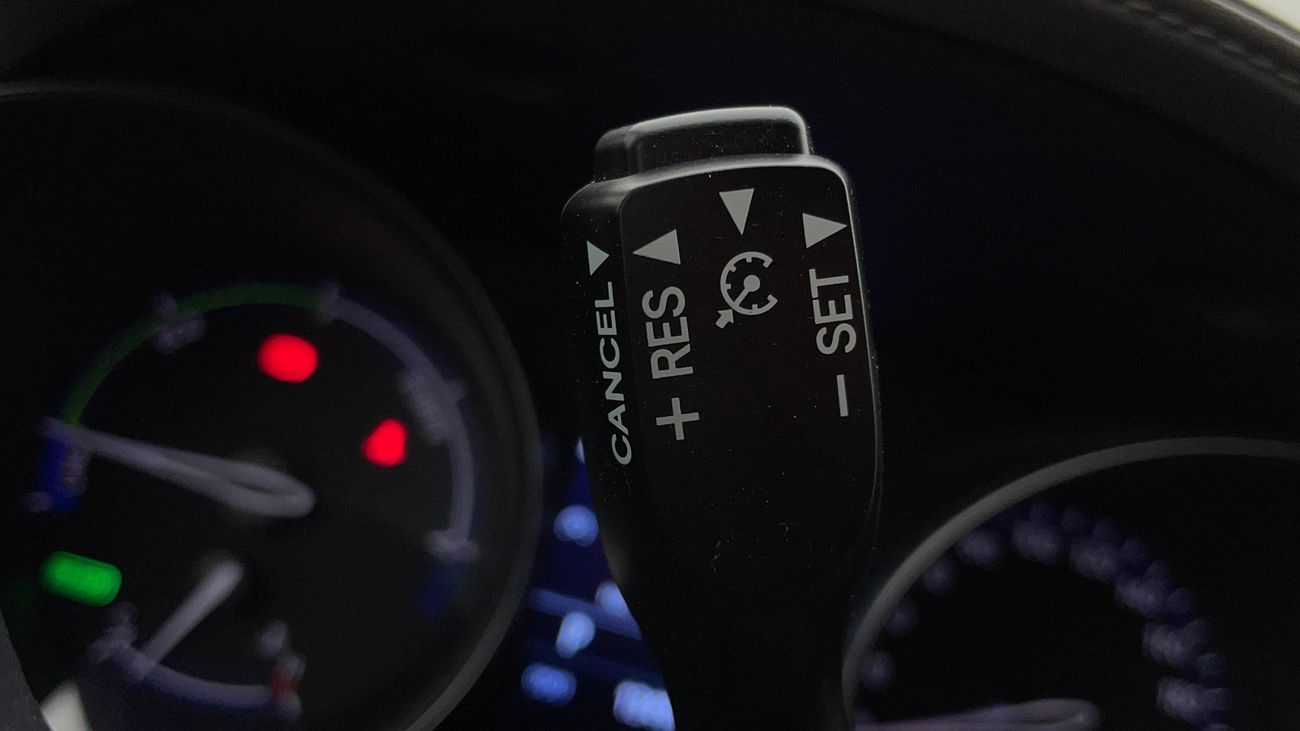 CANCEL
+ RES
− SET